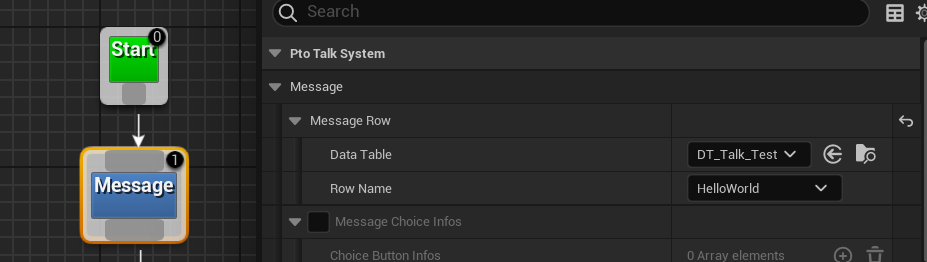 Search
Start
0
Pto Talk System
Message
Message Row
Data Table
DT_Talk_Test
Message
1
Row Name
HelloWorld
Message Choice Infos
Choice Button Infos
0 Array elements